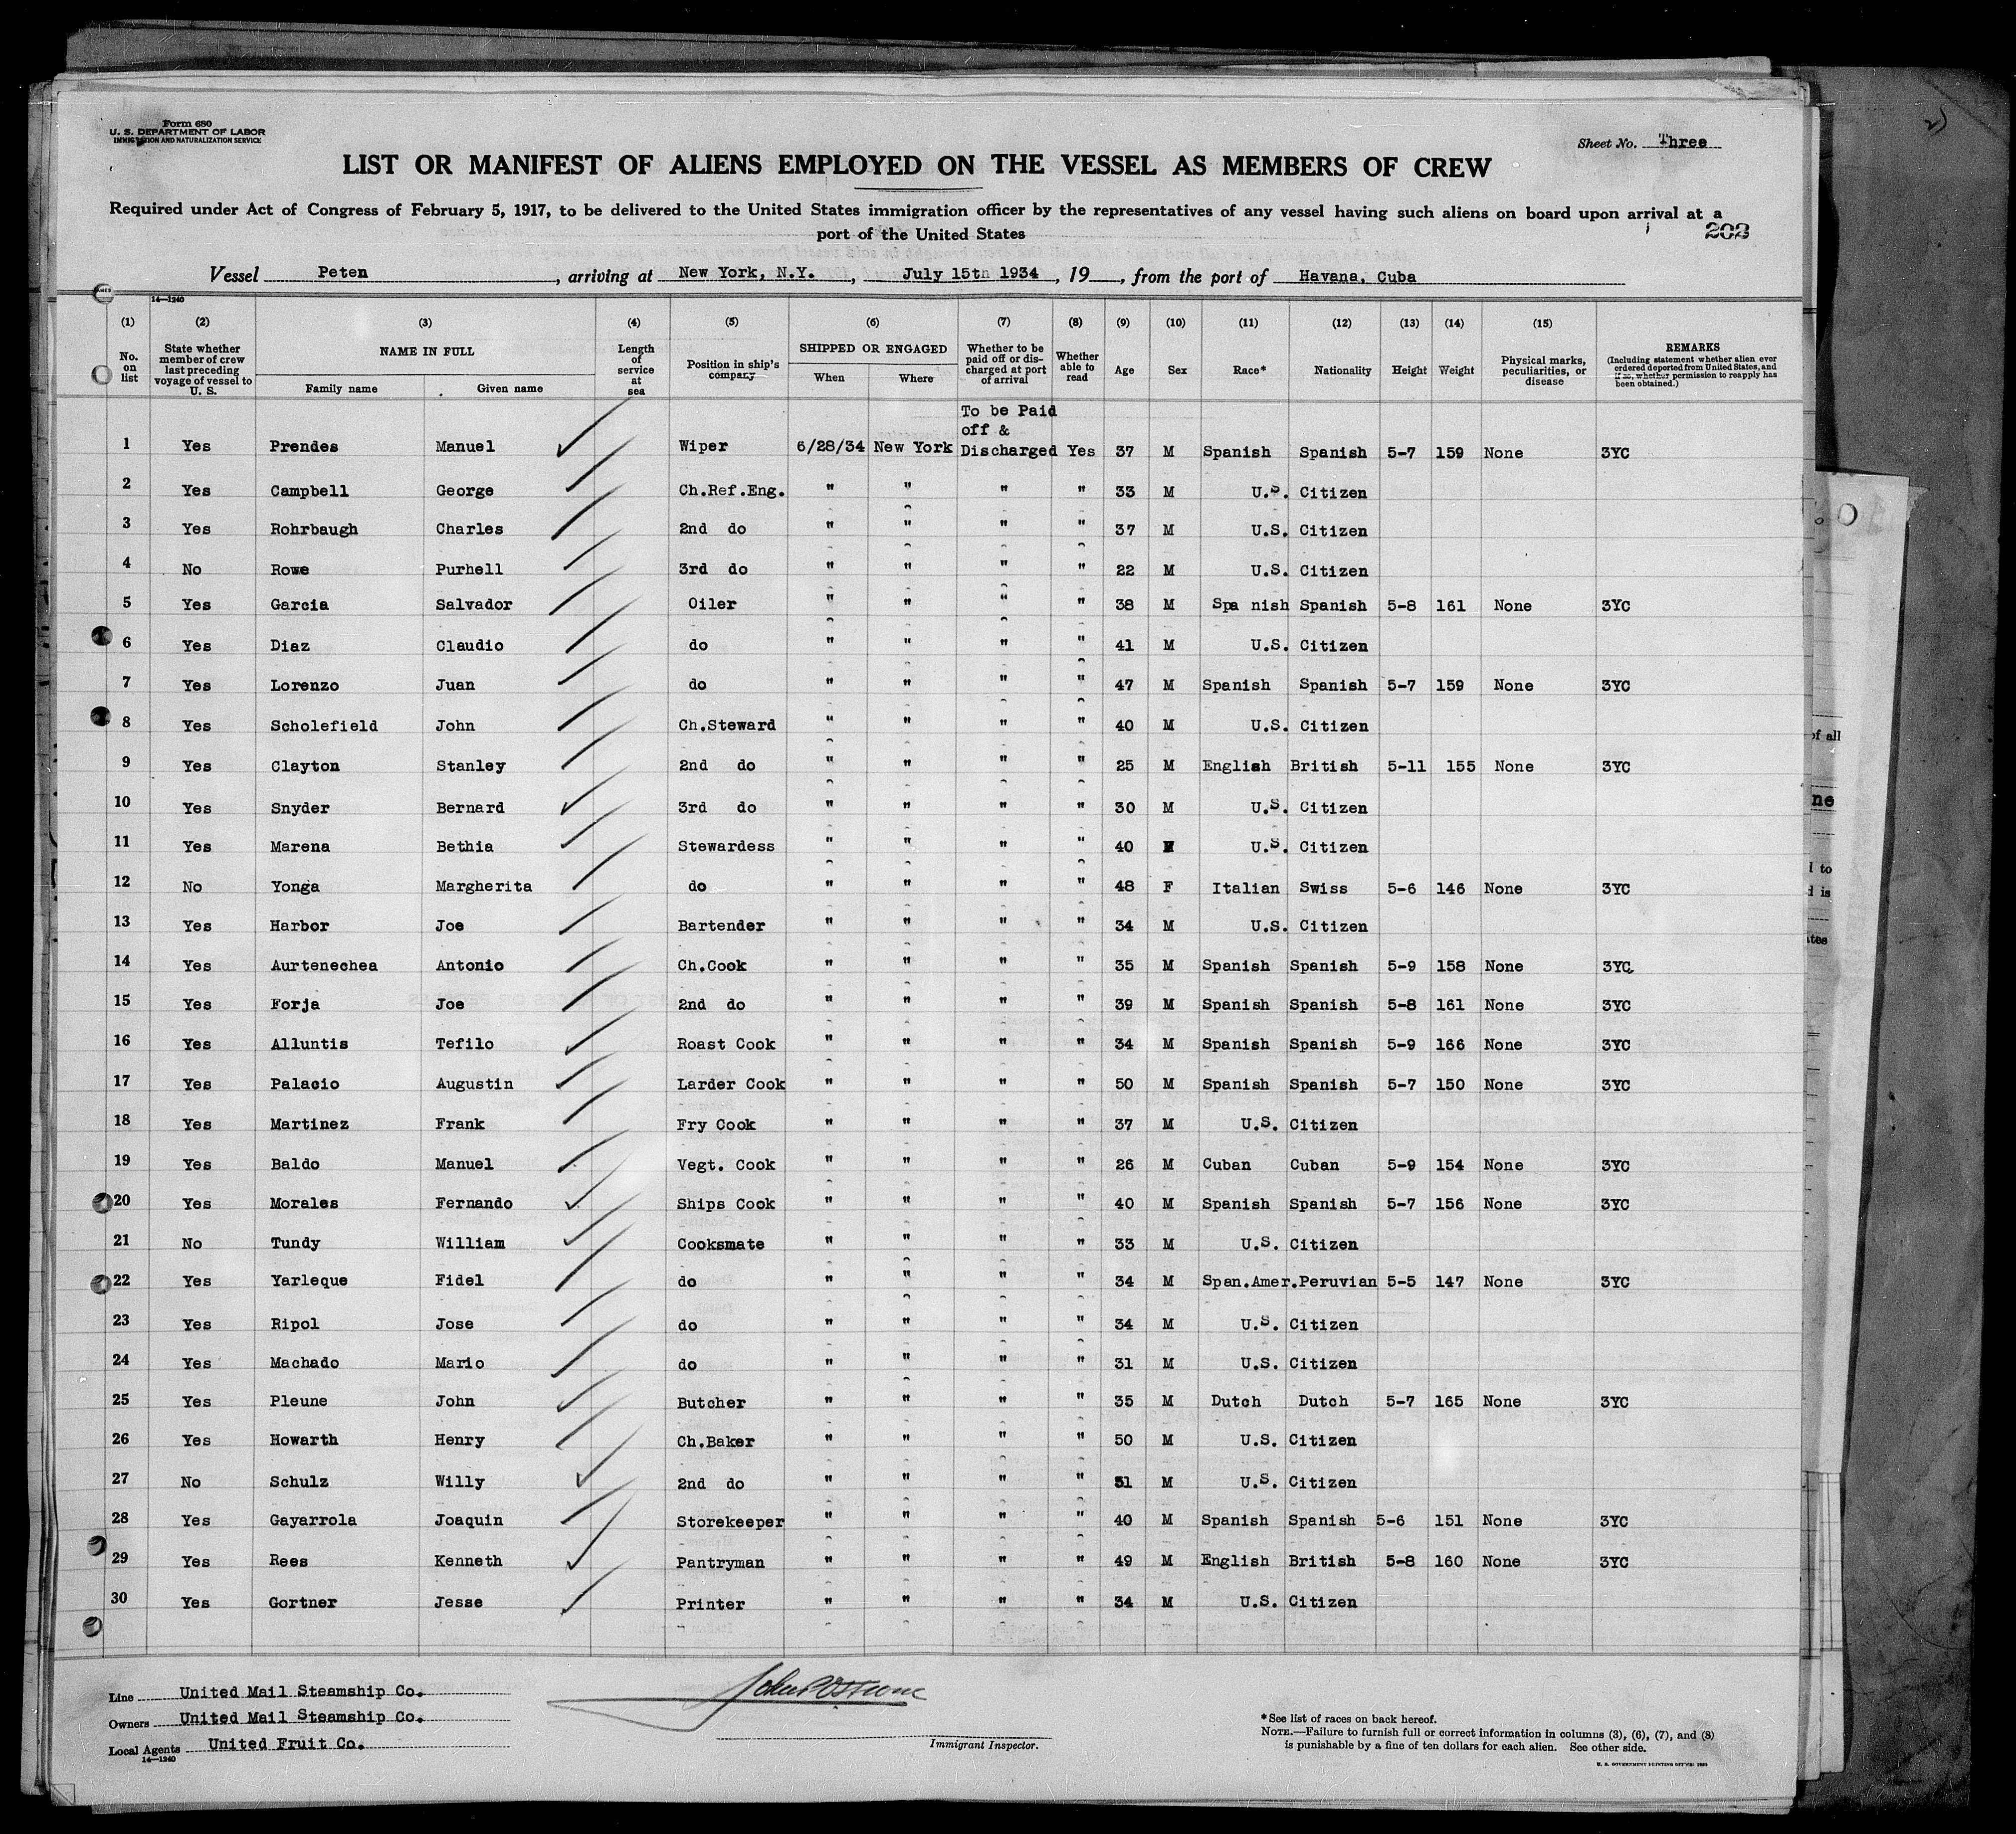 Form 680
U. S. DEPARTMENT OF LABOR
IMMIGRATION AND NATURALIZATION SERVICE
Sheet No. Three
LIST OR MANIFEST OF ALIENS EMPLOYED ON THE VESSEL AS MEMBERS OF CREW
Required under Act of Congress of February 5, 1917, to be delivered to the United States immigration officer by the representatives of any vessel having such aliens on board upon arrival at a
port of the United States
202
Vessel Peten, arriving at New York, N.Y., July 15th 1934, 19, from the port of Havana, Cuba
14—1240
(1) (2) (3) (4) (5) (6) (7) (8) (9) (10) (11) (12) (13) (14) (15)
No. on list State whether member of crew last preceding voyage of vessel to U. S. NAME IN FULL Family name Given name Length of service at sea Position in ship's company SHIPPED OR ENGAGED When Where Whether to be paid off or discharged at port of arrival Whether able to read Age Sex Race* Nationality Height Weight Physical marks, peculiarities, or disease REMARKS (Including statement whether alien ever ordered deported from United States, and if so, whether permission to reapply has been obtained.)
1 Yes Prendes Manuel Wiper 6/28/34 New York To be Paid off & Discharged Yes 37 M Spanish Spanish 5-7 159 None 3YC
2 Yes Campbell George Ch.Ref.Eng. " " " " 33 M U.S. Citizen
3 Yes Rohrbaugh Charles 2nd do " " " " 37 M U.S. Citizen
4 No Rowe Purhell 3rd do " " " " 22 M U.S. Citizen
5 Yes Garcia Salvador Oiler " " " " 38 M Spa nish Spanish 5-8 161 None 3YC
6 Yes Diaz Claudio do " " " " 41 M U.S. Citizen
7 Yes Lorenzo Juan do " " " " 47 M Spanish Spanish 5-7 159 None 3YC
8 Yes Scholefield John Ch.Steward " " " " 40 M U.S. Citizen
9 Yes Clayton Stanley 2nd do " " " " 25 M English British 5-11 155 None 3YC
10 Yes Snyder Bernard 3rd do " " " " 30 M U.S. Citizen
11 Yes Marena Bethia Stewardess " " " " 40 U.S. Citizen
12 No Yonga Margherita do " " " " 48 F Italian Swiss 5-6 146 None 3YC
13 Yes Harbor Joe Bartender " " " " 34 M U.S. Citizen
14 Yes Aurtenechea Antonio Ch.Cook " " " " 35 M Spanish Spanish 5-9 158 None 3YC
15 Yes Forja Joe 2nd do " " " " 39 M Spanish Spanish 5-8 161 None 3YC
16 Yes Alluntis Tefilo Roast Cook " " " " 34 M Spanish Spanish 5-9 166 None 3YC
17 Yes Palacio Augustin Larder Cook " " " " 50 M Spanish Spanish 5-7 150 None 3YC
18 Yes Martinez Frank Fry Cook " " " " 37 M U.S. Citizen
19 Yes Baldo Manuel Vegt. Cook " " " " 26 M Cuban Cuban 5-9 154 None 3YC
20 Yes Morales Fernando Ships Cook " " " " 40 M Spanish Spanish 5-7 156 None 3YC
21 No Tundy William Cooksmate " " " " 33 M U.S. Citizen
22 Yes Yarleque Fidel do " " " " 34 M Span.Amer.Peruvian 5-5 147 None 3YC
23 Yes Ripol Jose do " " " " 34 M U.S. Citizen
24 Yes Machado Mario do " " " " 31 M U.S. Citizen
25 Yes Pleune John Butcher " " " " 35 M Dutch Dutch 5-7 165 None 3YC
26 Yes Howarth Henry Ch.Baker " " " " 50 M U.S. Citizen
27 No Schulz Willy 2nd do " " " " 51 M U.S. Citizen
28 Yes Gayarrola Joaquin Storekeeper " " " " 40 M Spanish Spanish 5-6 151 None 3YC
29 Yes Rees Kenneth Pantryman " " " " 49 M English British 5-8 160 None 3YC
30 Yes Gortner Jesse Printer " " " " 34 M U.S. Citizen
Line United Mail Steamship Co.
Owners United Mail Steamship Co.
Local Agents United Fruit Co.
14—1240
Immigrant Inspector.
*See list of races on back hereof.
NOTE.—Failure to furnish full or correct information in columns (3), (6), (7), and (8)
is punishable by a fine of ten dollars for each alien. See other side.